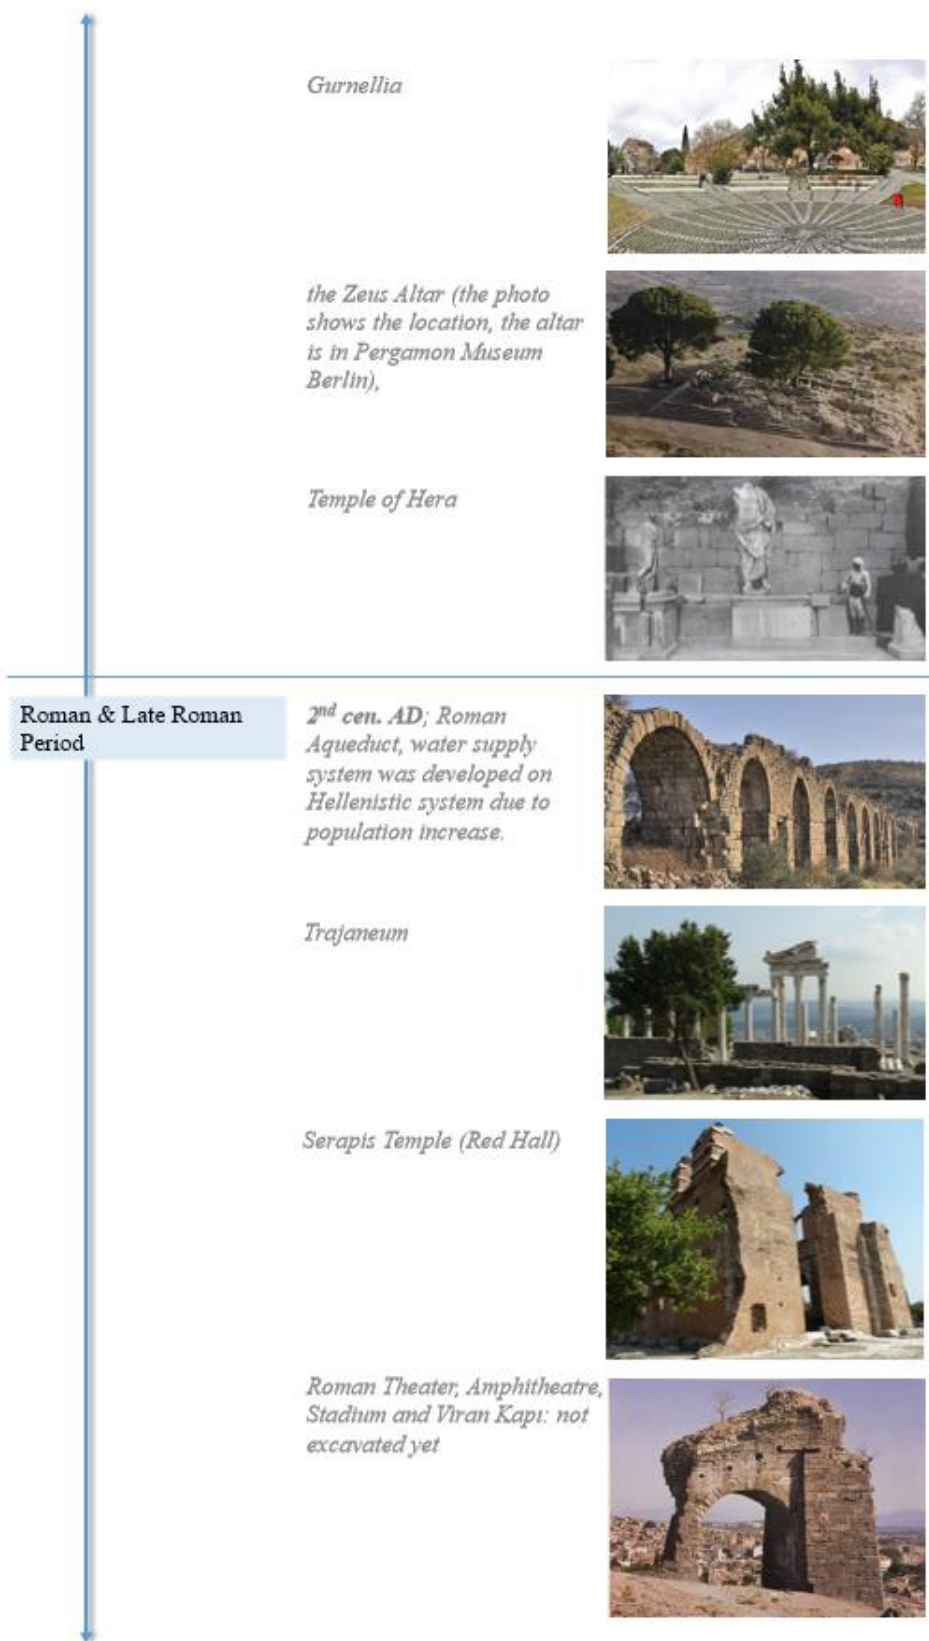 Gurnellia
the Zeus Altar (the photo
shows the location, the altar
is in Pergamon Museum
Berlin),
Temple of Hera
Roman & Late Roman
Period
2nd cen. AD; Roman
Aqueduct, water supply
system was developed on
Hellenistic system due to
population increase.
Trajaneum
Serapis Temple (Red Hall)
Roman Theater, Amphitheatre,
Stadium and Viran Kapı: not
excavated yet